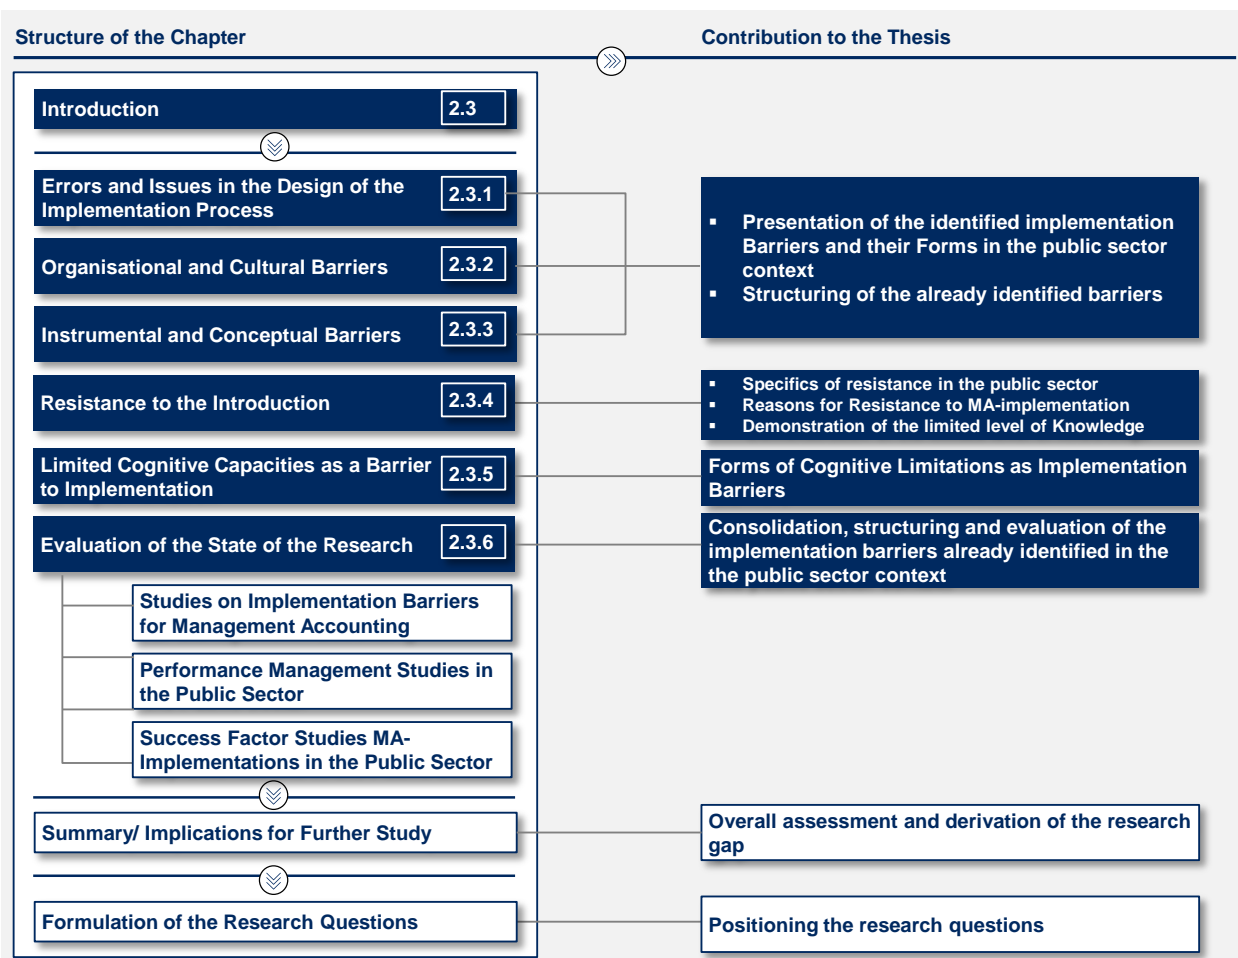 Structure of the Chapter
Contribution to the Thesis
Introduction
2.3
Errors and Issues in the Design of the
Implementation Process
2.3.1
Organisational and Cultural Barriers
2.3.2
Instrumental and Conceptual Barriers
2.3.3
▪ Presentation of the identified implementation
Barriers and their Forms in the public sector
context
▪ Structuring of the already identified barriers
Resistance to the Introduction
2.3.4
▪ Specifics of resistance in the public sector
▪ Reasons for Resistance to MA-implementation
▪ Demonstration of the limited level of Knowledge
Limited Cognitive Capacities as a Barrier
to Implementation
2.3.5
Forms of Cognitive Limitations as Implementation
Barriers
Evaluation of the State of the Research
2.3.6
Consolidation, structuring and evaluation of the
implementation barriers already identified in the
the public sector context
Studies on Implementation Barriers
for Management Accounting
Performance Management Studies in
the Public Sector
Success Factor Studies MA-
Implementations in the Public Sector
Summary/ Implications for Further Study
Overall assessment and derivation of the research
gap
Formulation of the Research Questions
Positioning the research questions